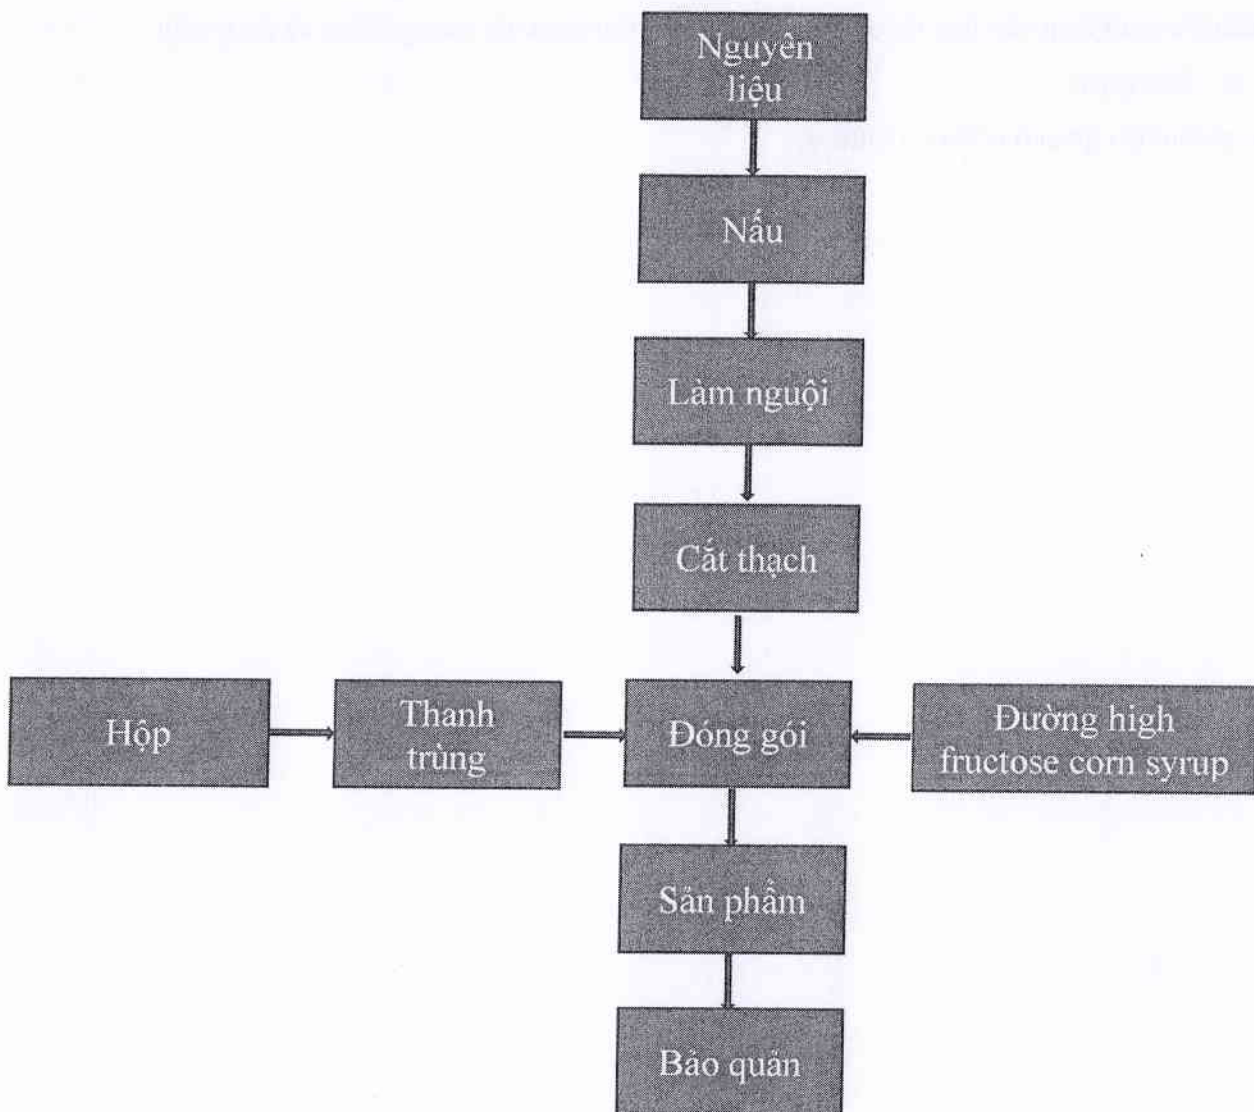 Nguyên
liệu
Nấu
Làm nguội
Cắt thạch
Hộp
Thanh
trùng
Đóng gói
Đường high
fructose corn syrup
Sản phẩm
Bảo quản